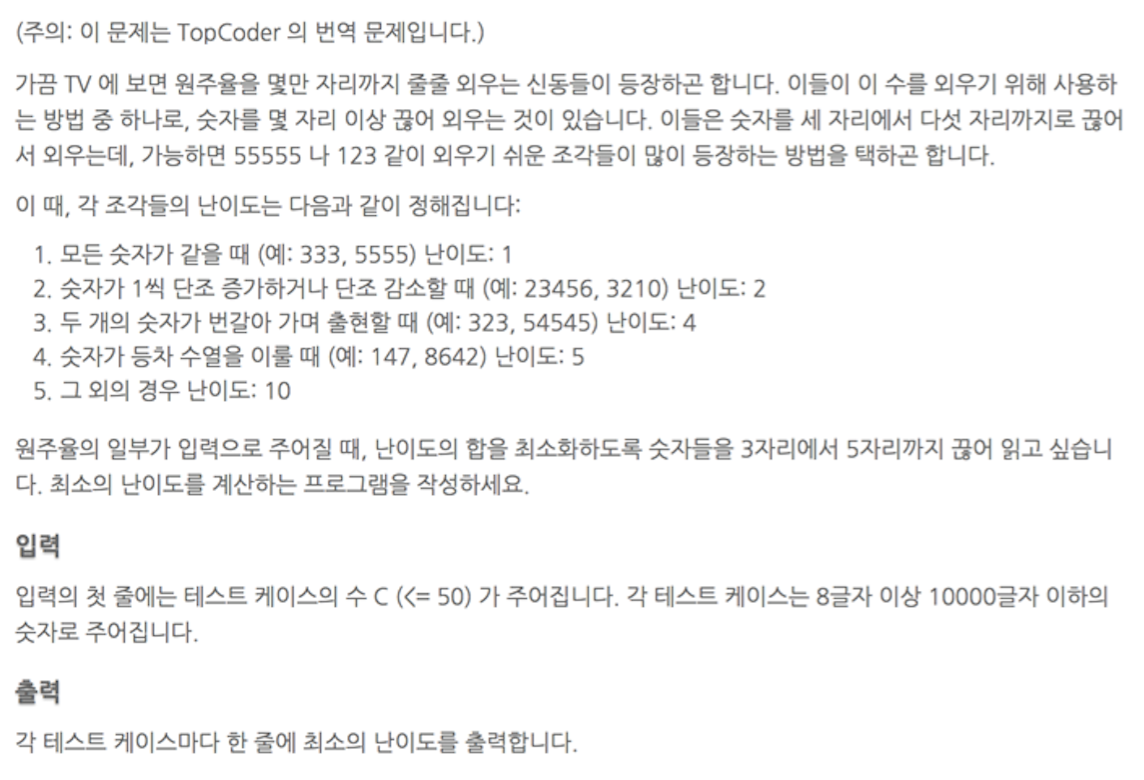 (주의: 이 문제는 TopCoder 의 번역 문제입니다.)
가끔 TV 에 보면 원주율을 몇만 자리까지 줄줄 외우는 신동들이 등장하곤 합니다. 이들이 이 수를 외우기 위해 사용하
는 방법 중 하나로, 숫자를 몇 자리 이상 끊어 외우는 것이 있습니다. 이들은 숫자를 세 자리에서 다섯 자리까지로 끊어
서 외우는데, 가능하면 55555 나 123 같이 외우기 쉬운 조각들이 많이 등장하는 방법을 택하곤 합니다.
이 때, 각 조각들의 난이도는 다음과 같이 정해집니다:
1. 모든 숫자가 같을 때 (예: 333, 5555) 난이도: 1
2. 숫자가 1씩 단조 증가하거나 단조 감소할 때 (예: 23456, 3210) 난이도: 2
3. 두 개의 숫자가 번갈아 가며 출현할 때 (예: 323, 54545) 난이도: 4
4. 숫자가 등차 수열을 이룰 때 (예: 147, 8642) 난이도: 5
5. 그 외의 경우 난이도: 10
원주율의 일부가 입력으로 주어질 때, 난이도의 합을 최소화하도록 숫자들을 3자리에서 5자리까지 끊어 읽고 싶습니
다. 최소의 난이도를 계산하는 프로그램을 작성하세요.
입력
입력의 첫 줄에는 테스트 케이스의 수 C (<= 50) 가 주어집니다. 각 테스트 케이스는 8글자 이상 10000글자 이하의
숫자로 주어집니다.
출력
각 테스트 케이스마다 한 줄에 최소의 난이도를 출력합니다.